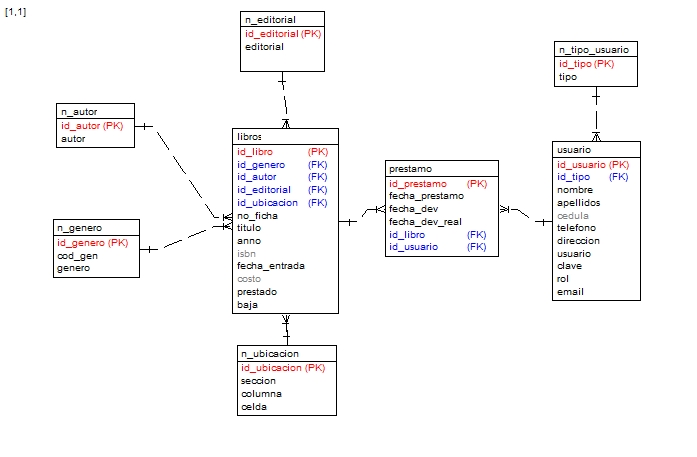 [1,1]
n_editorial
id_editorial (PK)
editorial
n_tipo_usuario
id_tipo (PK)
tipo
n_autor
id_autor (PK)
autor
libros
id_libro (PK)
id_genero (FK)
id_autor (FK)
id_editorial (FK)
id_ubicacion (FK)
no_ficha
titulo
anno
isbn
fecha_entrada
costo
prestado
baja
prestamo
id_prestamo (PK)
fecha_prestamo
fecha_dev
fecha_dev_real
id_libro (FK)
id_usuario (FK)
usuario
id_usuario (PK)
id_tipo (FK)
nombre
apellidos
cedula
telefono
direccion
usuario
clave
rol
email
n_genero
id_genero (PK)
cod_gen
genero
n_ubicacion
id_ubicacion (PK)
seccion
columna
celda